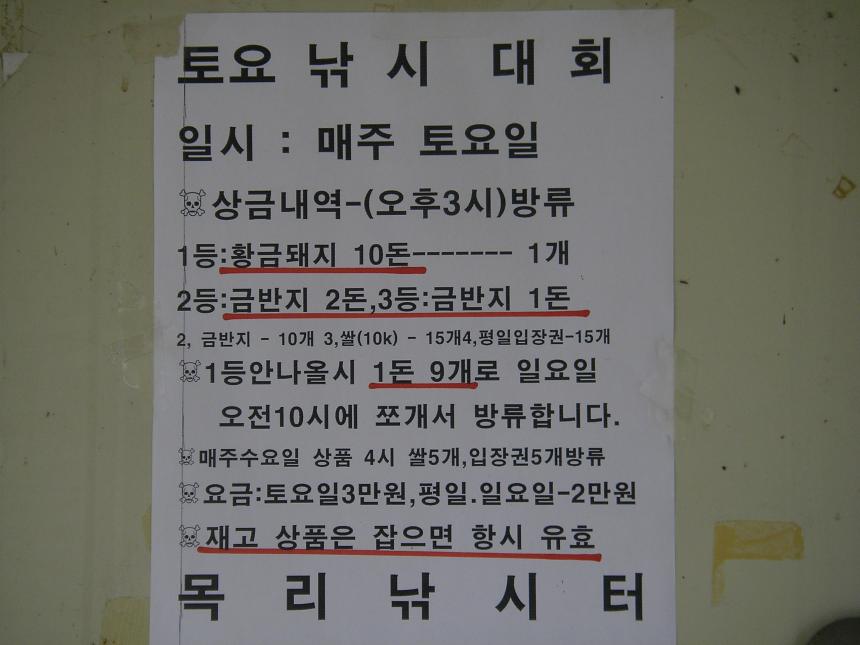 토요 낚 시 대 회
일시 : 매주 토요일
☠상금내역-(오후3시)방류
1등:황금돼지 10돈------- 1개
2등:금반지 2돈,3등:금반지 1돈
2, 금반지 - 10개 3,쌀(10k) - 15개4,평일입장권-15개
☠1등안나올시 1돈 9개로 일요일
오전10시에 쪼개서 방류합니다.
☠매주수요일 상품 4시 쌀5개,입장권5개방류
☠요금:토요일3만원,평일.일요일-2만원
☠재고 상품은 잡으면 항시 유효
목 리 낚 시 터